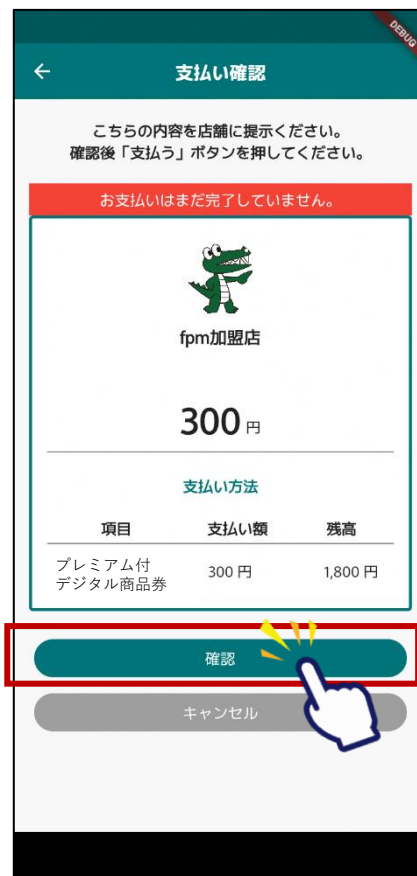 DEBUG
支払い確認
こちらの内容を店舗に提示ください。
確認後「支払う」ボタンを押してください。
お支払いはまだ完了していません。
fpm加盟店
300 円
支払い方法
項目 支払い額 残高
プレミアム付
デジタル商品券 300 円 1,800 円
確認
キャンセル